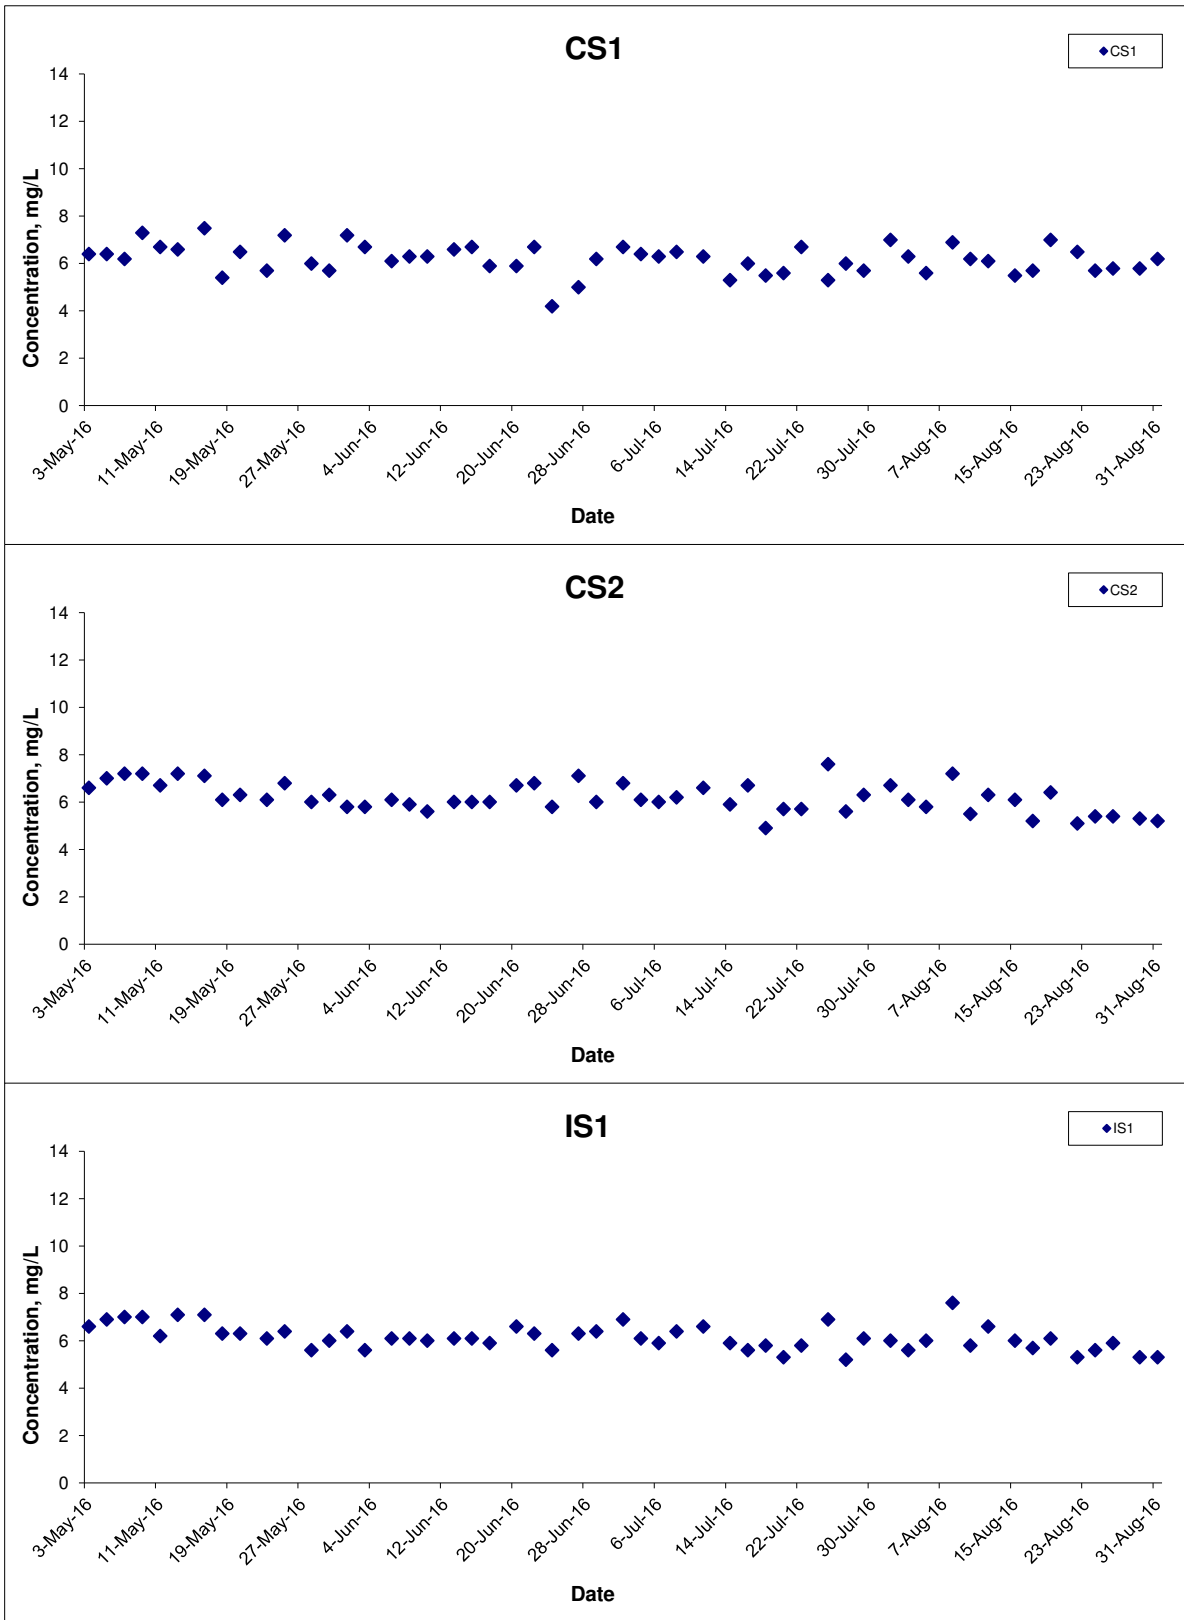 CS1
CS1
14
12
10
8
6
4
2
0
Concentration, mg/L
3-May-16
11-May-16
19-May-16
27-May-16
4-Jun-16
12-Jun-16
20-Jun-16
28-Jun-16
6-Jul-16
14-Jul-16
22-Jul-16
30-Jul-16
7-Aug-16
15-Aug-16
23-Aug-16
31-Aug-16
Date
CS2
CS2
14
12
10
8
6
4
2
0
Concentration, mg/L
3-May-16
11-May-16
19-May-16
27-May-16
4-Jun-16
12-Jun-16
20-Jun-16
28-Jun-16
6-Jul-16
14-Jul-16
22-Jul-16
30-Jul-16
7-Aug-16
15-Aug-16
23-Aug-16
31-Aug-16
Date
IS1
IS1
14
12
10
8
6
4
2
0
Concentration, mg/L
3-May-16
11-May-16
19-May-16
27-May-16
4-Jun-16
12-Jun-16
20-Jun-16
28-Jun-16
6-Jul-16
14-Jul-16
22-Jul-16
30-Jul-16
7-Aug-16
15-Aug-16
23-Aug-16
31-Aug-16
Date